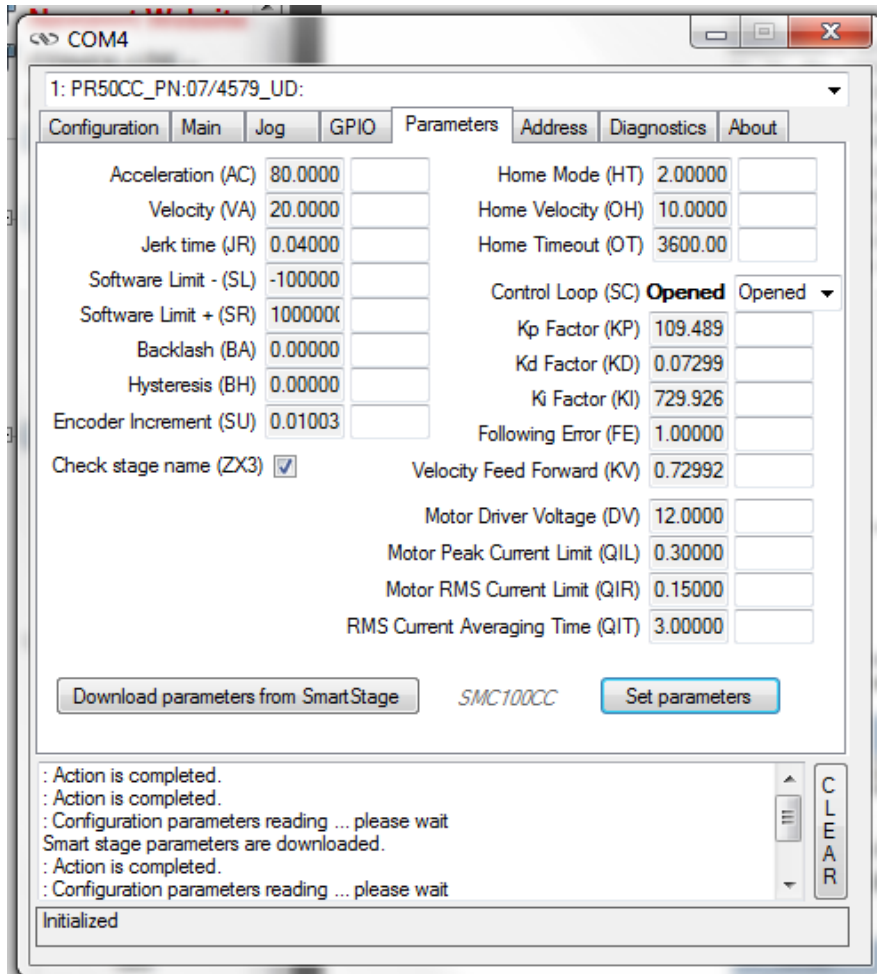 COM4
1: PR50CC_PN:07/4579_UD:
Configuration Main Jog GPIO Parameters Address Diagnostics About
Acceleration (AC) 80.0000
Velocity (VA) 20.0000
Jerk time (JR) 0.04000
Software Limit - (SL) -100000
Software Limit + (SR) 1000000
Backlash (BA) 0.00000
Hysteresis (BH) 0.00000
Encoder Increment (SU) 0.01003
Check stage name (ZX3)
Home Mode (HT) 2.00000
Home Velocity (OH) 10.0000
Home Timeout (OT) 3600.00
Control Loop (SC) Opened Opened
Kp Factor (KP) 109.489
Kd Factor (KD) 0.07299
Ki Factor (KI) 729.926
Following Error (FE) 1.00000
Velocity Feed Forward (KV) 0.72992
Motor Driver Voltage (DV) 12.0000
Motor Peak Current Limit (QIL) 0.30000
Motor RMS Current Limit (QIR) 0.15000
RMS Current Averaging Time (QIT) 3.00000
Download parameters from SmartStage SMC100CC Set parameters
: Action is completed.
: Action is completed.
: Configuration parameters reading ... please wait
Smart stage parameters are downloaded.
: Action is completed.
: Configuration parameters reading ... please wait
CLEAR
Initialized